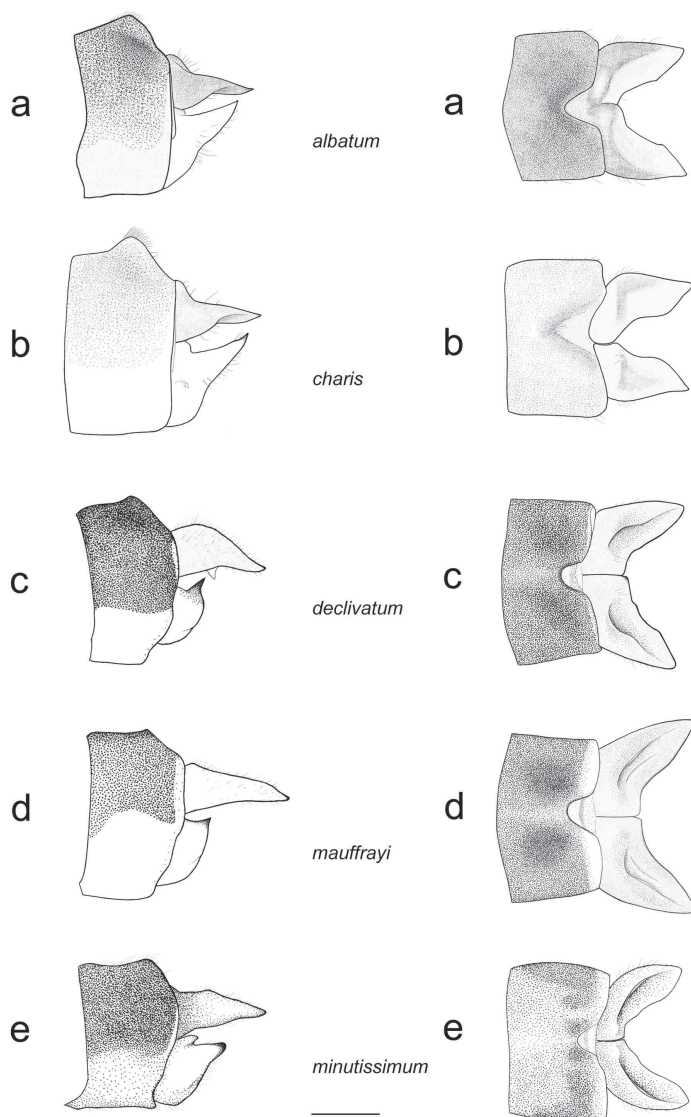 a
albatum
a
b
charis
b
c
declivatum
c
d
mauffrayi
d
e
minutissimum
e